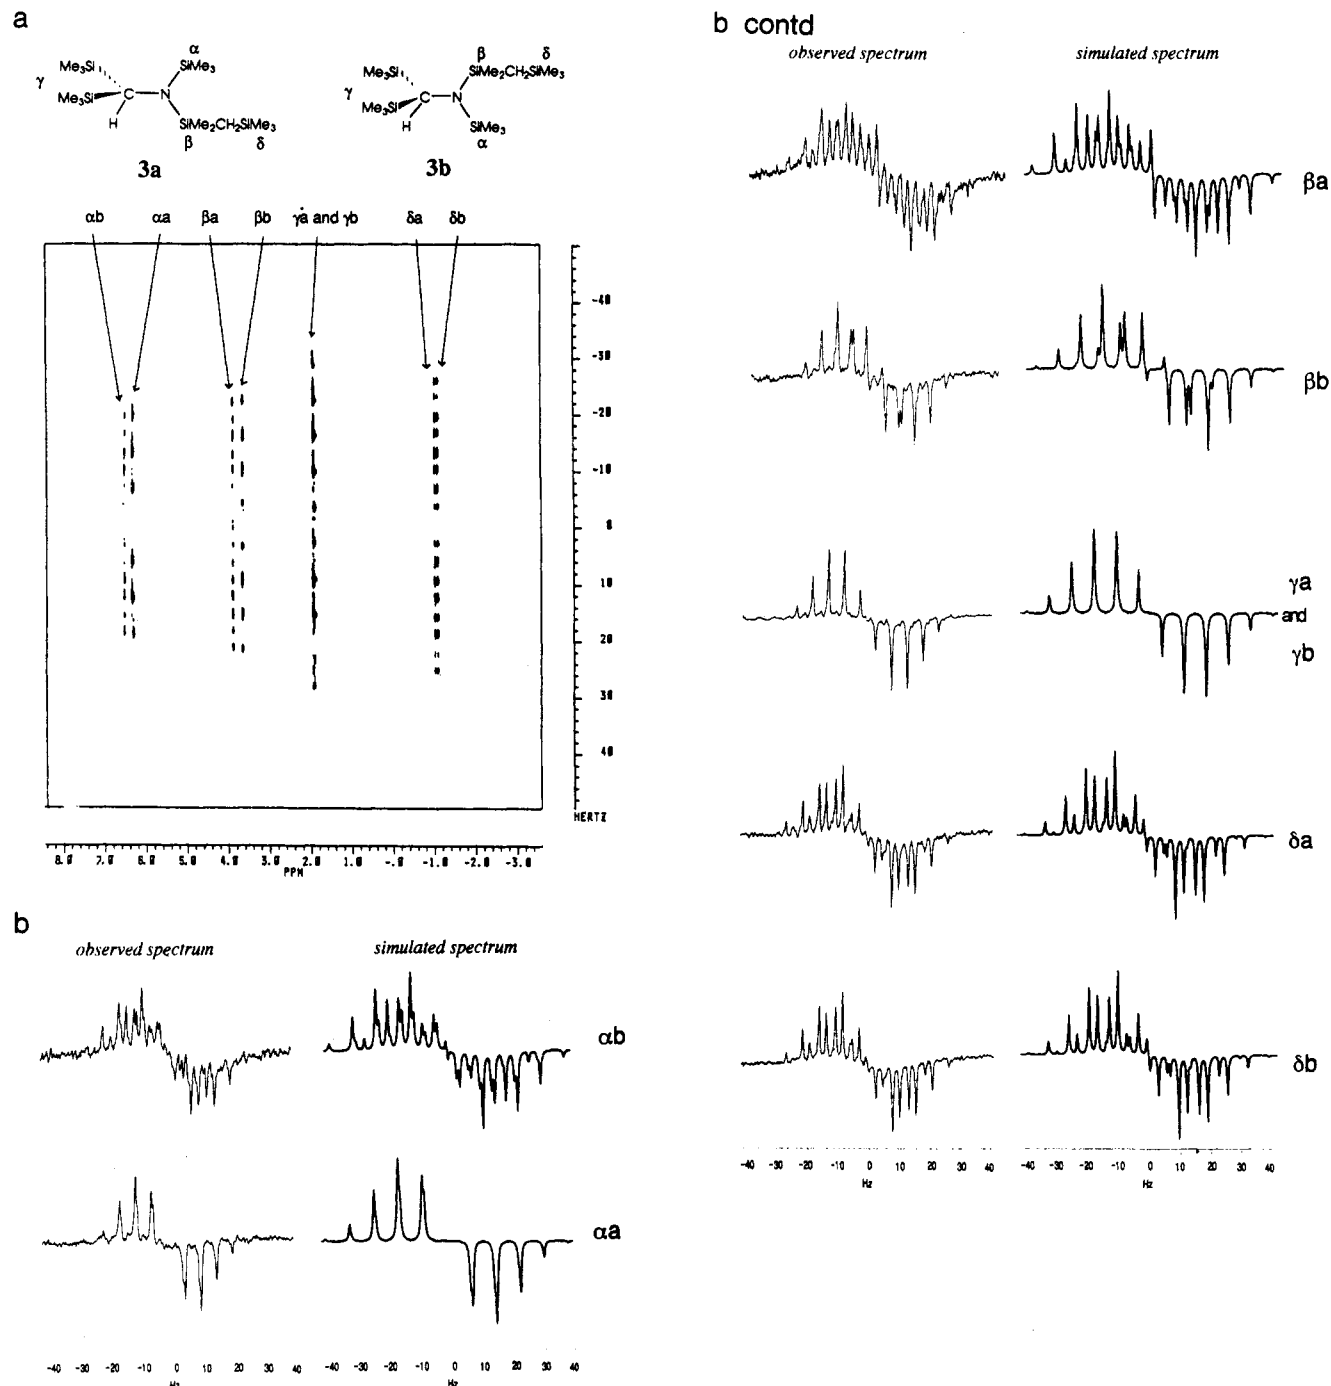 a
α
SiMe₃
Me₃Si
γ
Me₃Si
C
N
H
SiMe₂CH₂SiMe₃
β
δ
3a
β
δ
SiMe₂CH₂SiMe₃
Me₃Si
γ
Me₃Si
C
N
H
SiMe₃
α
3b
αb
αa
βa
βb
γa and γb
δa
δb
-40
-30
-20
-10
0
10
20
30
40
HERTZ
8.0 7.0 6.0 5.0 4.0 3.0 2.0 1.0 -.0 -1.0 -2.0 -3.0
PPM
b
observed spectrum
simulated spectrum
αb
αa
-40 -30 -20 -10 0 10 20 30 40
Hz
-40 -30 -20 -10 0 10 20 30 40
Hz
b contd
observed spectrum
simulated spectrum
βa
βb
γa
and
γb
δa
δb
-40 -30 -20 -10 0 10 20 30 40
Hz
-40 -30 -20 -10 0 10 20 30 40
Hz